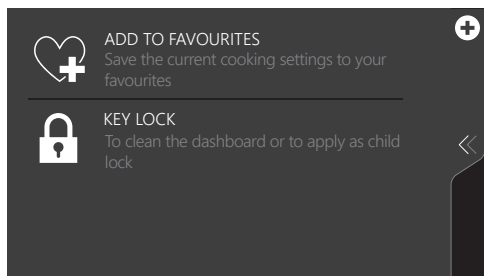 ADD TO FAVOURITES
Save the current cooking settings to your
favourites
KEY LOCK
To clean the dashboard or to apply as child
lock